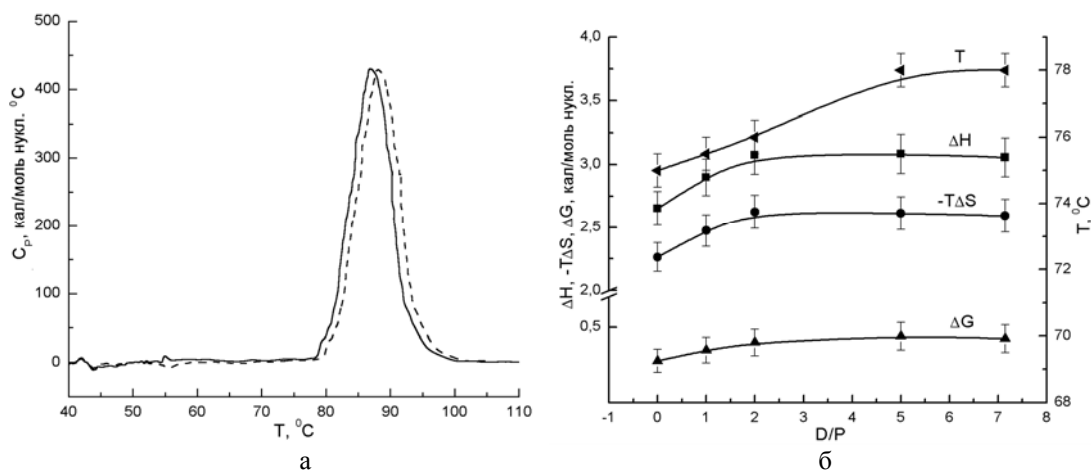 500
400
300
200
100
0
40 50 60 70 80 90 100 110
C_P, кал/моль нукл. °C
T, °C
а
4,0
3,5
3,0
2,5
2,0
0,5
ΔH, -TΔS, ΔG, кал/моль нукл.
T
ΔH
-TΔS
ΔG
78
76
74
72
70
68
T, °C
-1 0 1 2 3 4 5 6 7 8
D/P
б